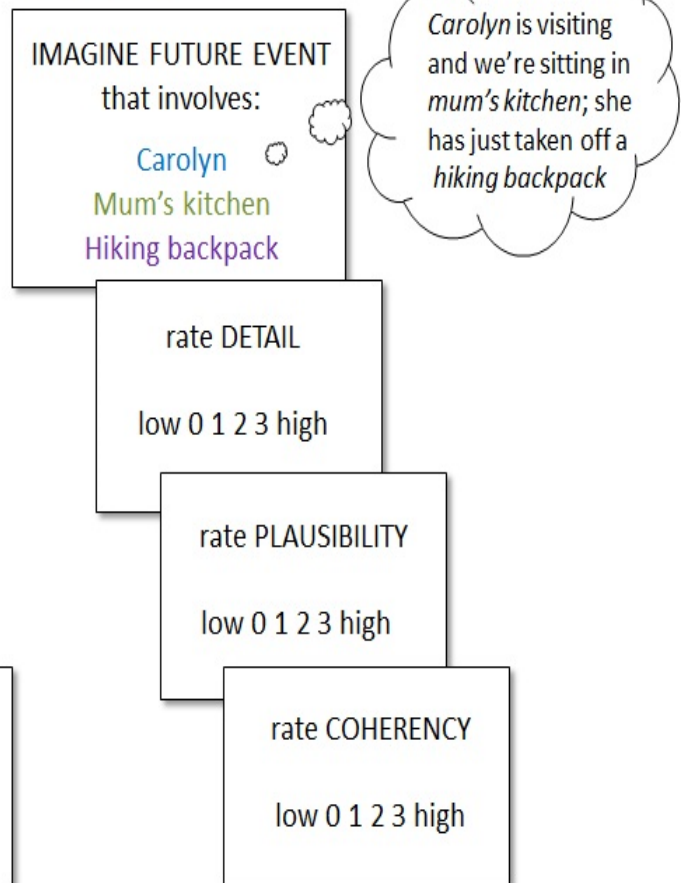 IMAGINE FUTURE EVENT
that involves:
Carolyn
Mum's kitchen
Hiking backpack
Carolyn is visiting
and we're sitting in
mum's kitchen; she
has just taken off a
hiking backpack
rate DETAIL
low 0 1 2 3 high
rate PLAUSIBILITY
low 0 1 2 3 high
rate COHERENCY
low 0 1 2 3 high